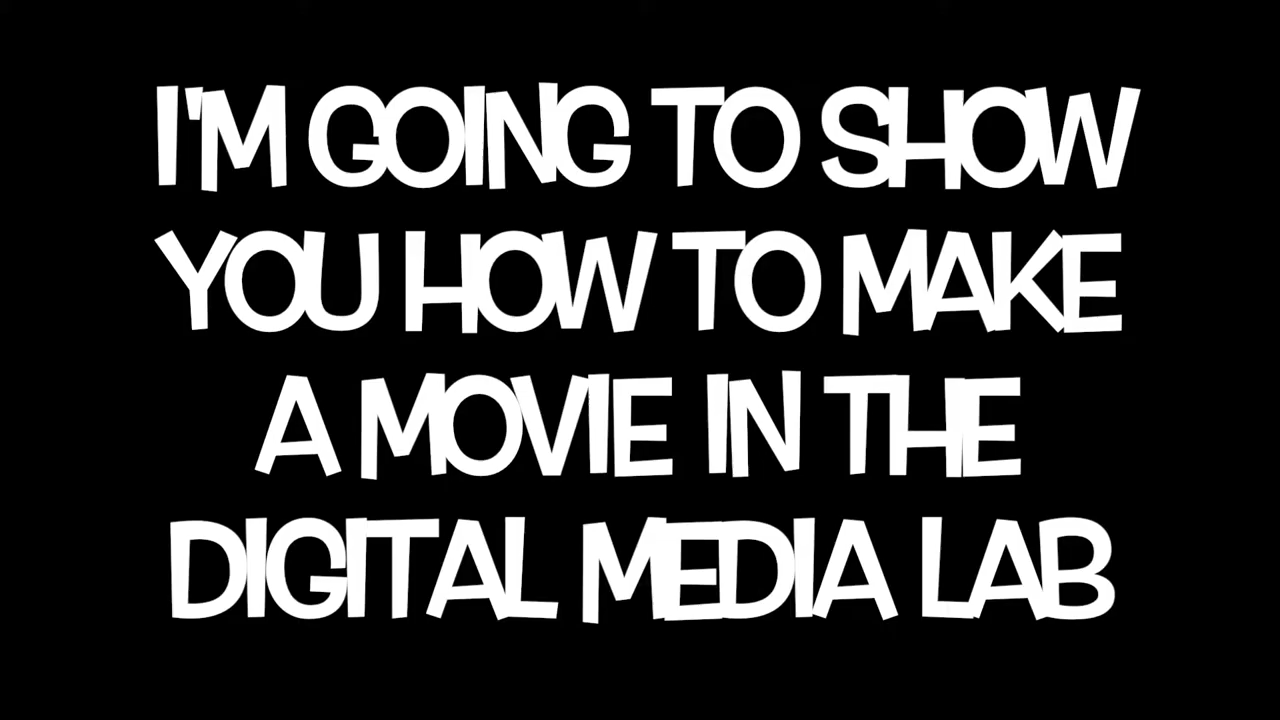 I'M GOING TO SHOW
YOU HOW TO MAKE
A MOVIE IN THE
DIGITAL MEDIA LAB